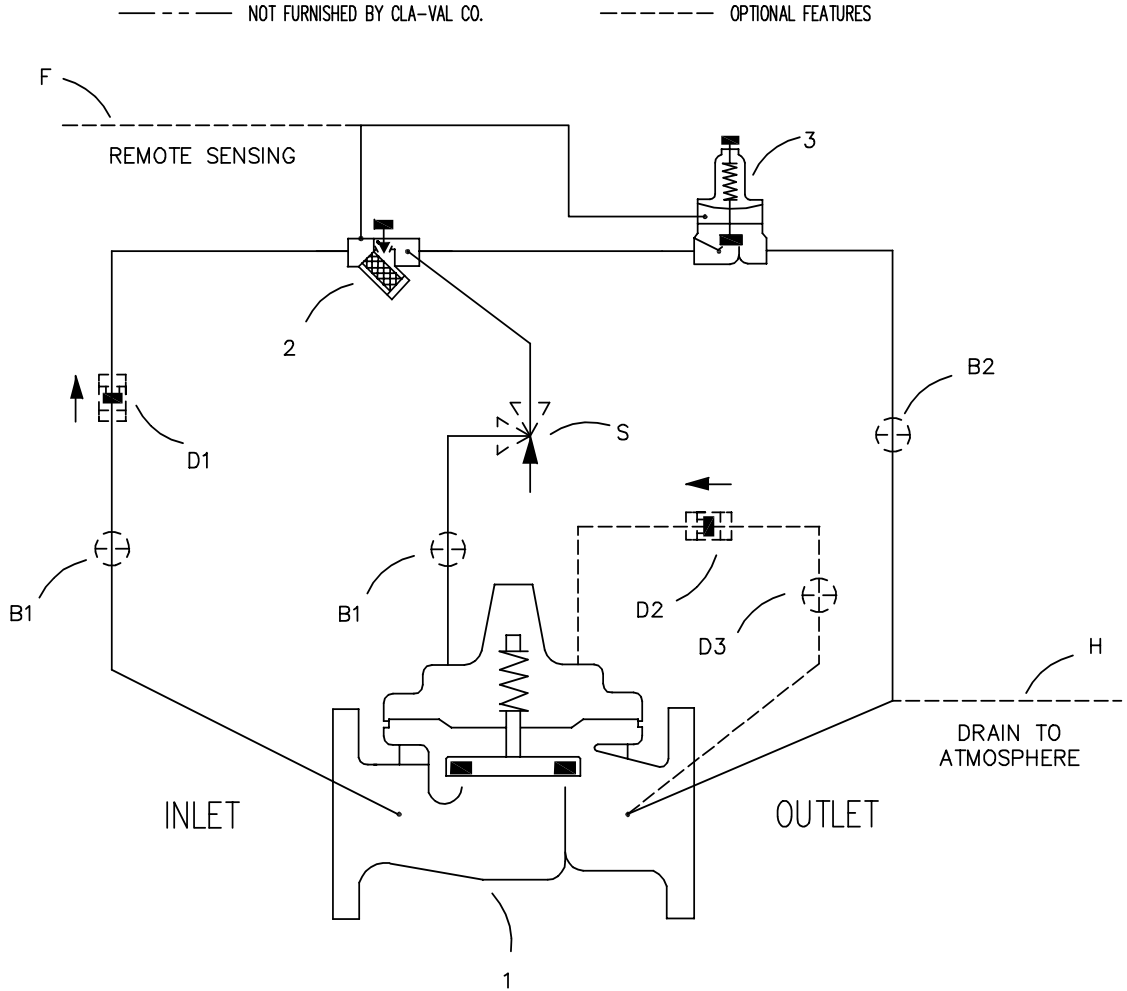 NOT FURNISHED BY CLA-VAL CO.
OPTIONAL FEATURES
F
REMOTE SENSING
3
2
B2
D1
S
B1
B1
D2
D3
H
DRAIN TO
ATMOSPHERE
INLET
OUTLET
1